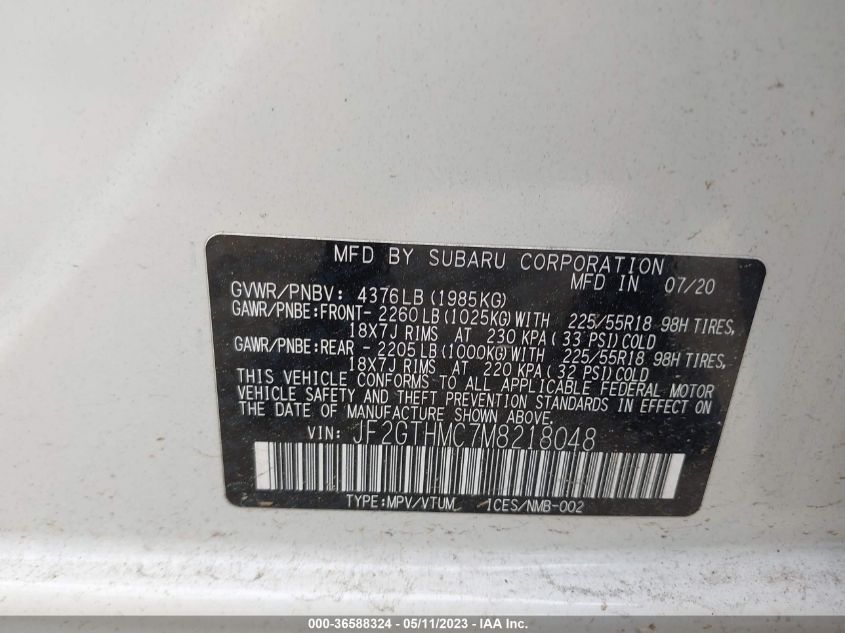 MFD BY SUBARU CORPORATION
MFD IN 07/20
GVWR/PNBV: 4376LB(1985KG)
GAWR/PNBE:FRONT- 2260LB(1025KG)WITH 225/55R18 98H TIRES,
18X7J RIMS AT 230 KPA( 33 PSI)COLD
GAWR/PNBE:REAR - 2205LB(1000KG)WITH 225/55R18 98H TIRES,
18X7J RIMS AT 220 KPA( 32 PSI)COLD
THIS VEHICLE CONFORMS TO ALL APPLICABLE FEDERAL MOTOR
VEHICLE SAFETY AND THEFT PREVENTION STANDARDS IN EFFECT ON
THE DATE OF MANUFACTURE SHOWN ABOVE.
VIN: JF2GTHMC7M8218048
TYPE:MPV/VTUM 1CES/NMB-002
000-36588324 - 05/11/2023 - IAA Inc.